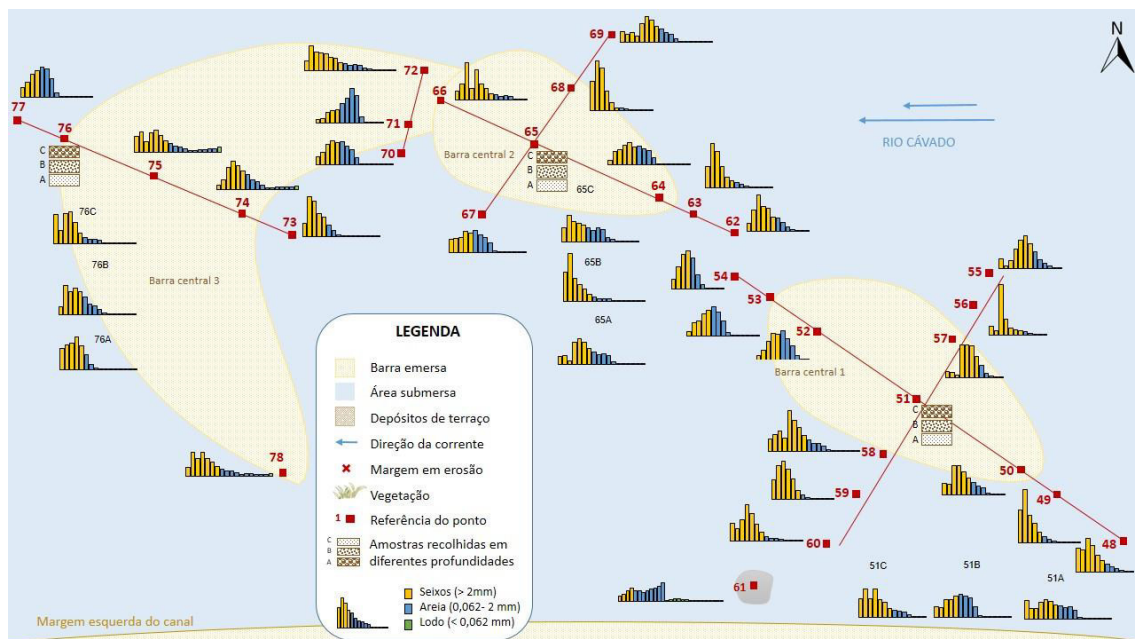 69
N
72
77
66
68
76
71
65
RIO CÁVADO
C
B
A
70
Barra central 2
C
B
A
75
65C
64
74
67
63
62
76C
73
76B
Barra central 3
65B
54
55
53
56
65A
52
57
76A
LEGENDA
Barra emersa
Área submersa
Depósitos de terraço
Direção da corrente
Margem em erosão
Vegetação
1 Referência do ponto
C
B
A
Amostras recolhidas em
diferentes profundidades
Seixos (> 2mm)
Areia (0,062- 2 mm)
Lodo (< 0,062 mm)
Barra central 1
51
C
B
A
58
78
50
59
49
60
48
51C
51B
51A
61
Margem esquerda do canal